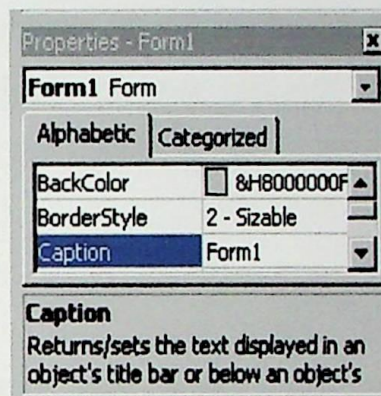 Properties - Form1
Form1 Form
Alphabetic Categorized
BackColor &H8000000F
BorderStyle 2 - Sizable
Caption Form1
Caption
Returns/sets the text displayed in an
object's title bar or below an object's